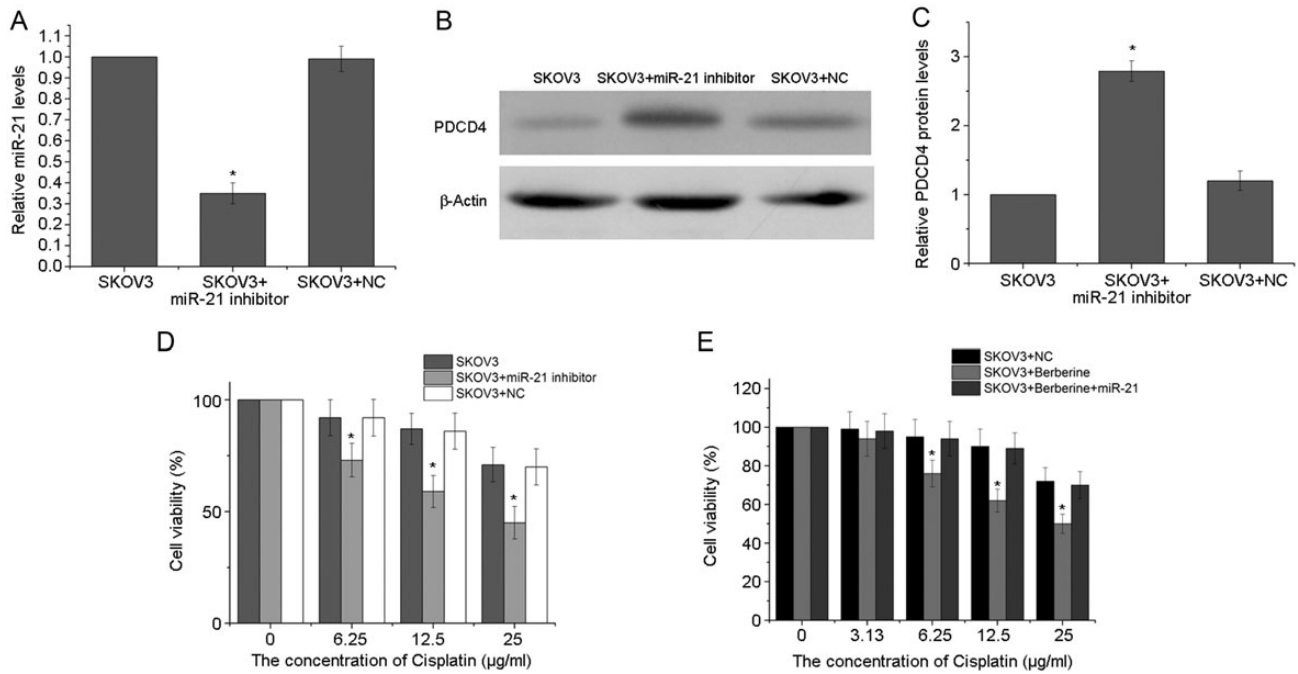 A
Relative miR-21 levels
1.1
1.0
0.9
0.8
0.7
0.6
0.5
0.4
0.3
0.2
0.1
0.0
*
SKOV3
SKOV3+
miR-21 inhibitor
SKOV3+NC
B
SKOV3
SKOV3+miR-21 inhibitor
SKOV3+NC
PDCD4
β-Actin
C
Relative PDCD4 protein levels
3
2
1
0
*
SKOV3
SKOV3+
miR-21 inhibitor
SKOV3+NC
D
SKOV3
SKOV3+miR-21 inhibitor
SKOV3+NC
Cell viability (%)
100
50
0
*
*
*
0
6.25
12.5
25
The concentration of Cisplatin (µg/ml)
E
SKOV3+NC
SKOV3+Berberine
SKOV3+Berberine+miR-21
Cell viability (%)
120
100
80
60
40
20
0
*
*
*
0
3.13
6.25
12.5
25
The concentration of Cisplatin (µg/ml)